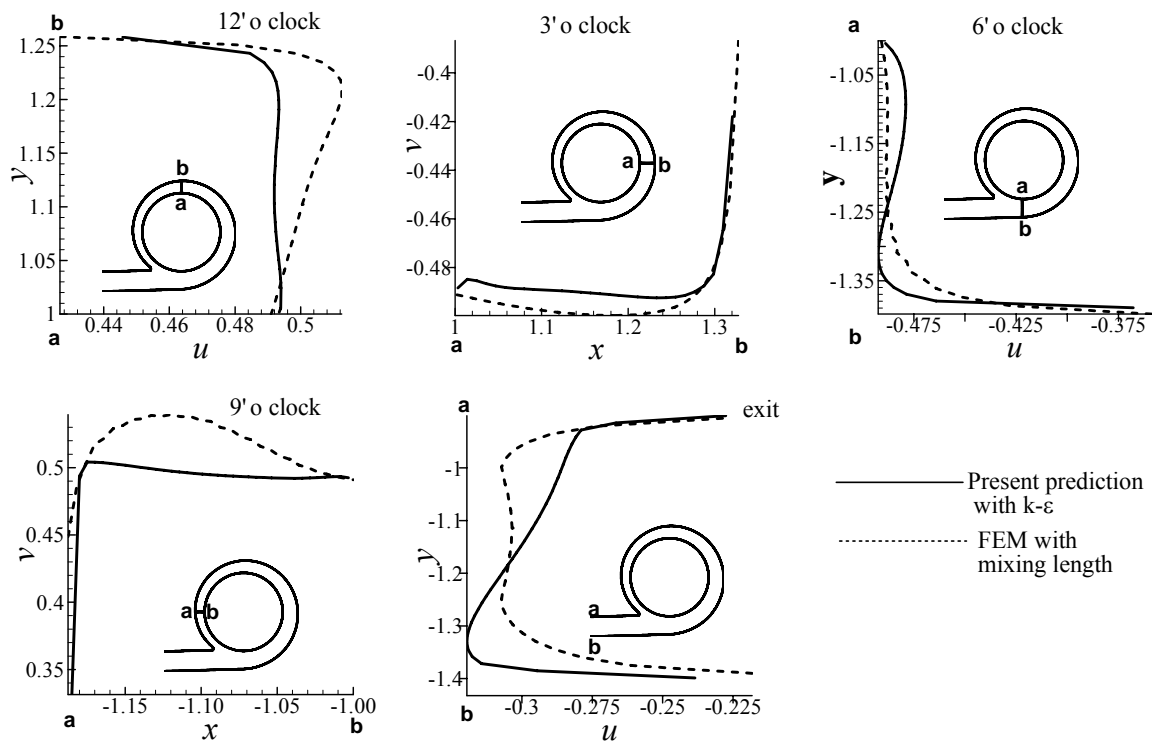 b
12'o clock
1.25
1.2
1.15
1.1
1.05
1
y
b
a
0.44
0.46
0.48
0.5
a
u
3'o clock
-0.4
-0.42
-0.44
-0.46
-0.48
v
a
b
1
1.1
1.2
1.3
a
x
b
a
6'o clock
-1.05
-1.15
-1.25
-1.35
y
a
b
b
-0.475
-0.425
-0.375
u
9'o clock
0.5
0.45
0.4
0.35
v
a
b
-1.15
-1.10
-1.05
-1.00
a
x
b
a
exit
-1
-1.1
-1.2
-1.3
-1.4
y
a
b
b
-0.3
-0.275
-0.25
-0.225
u
Present prediction
with k-ε
FEM with
mixing length